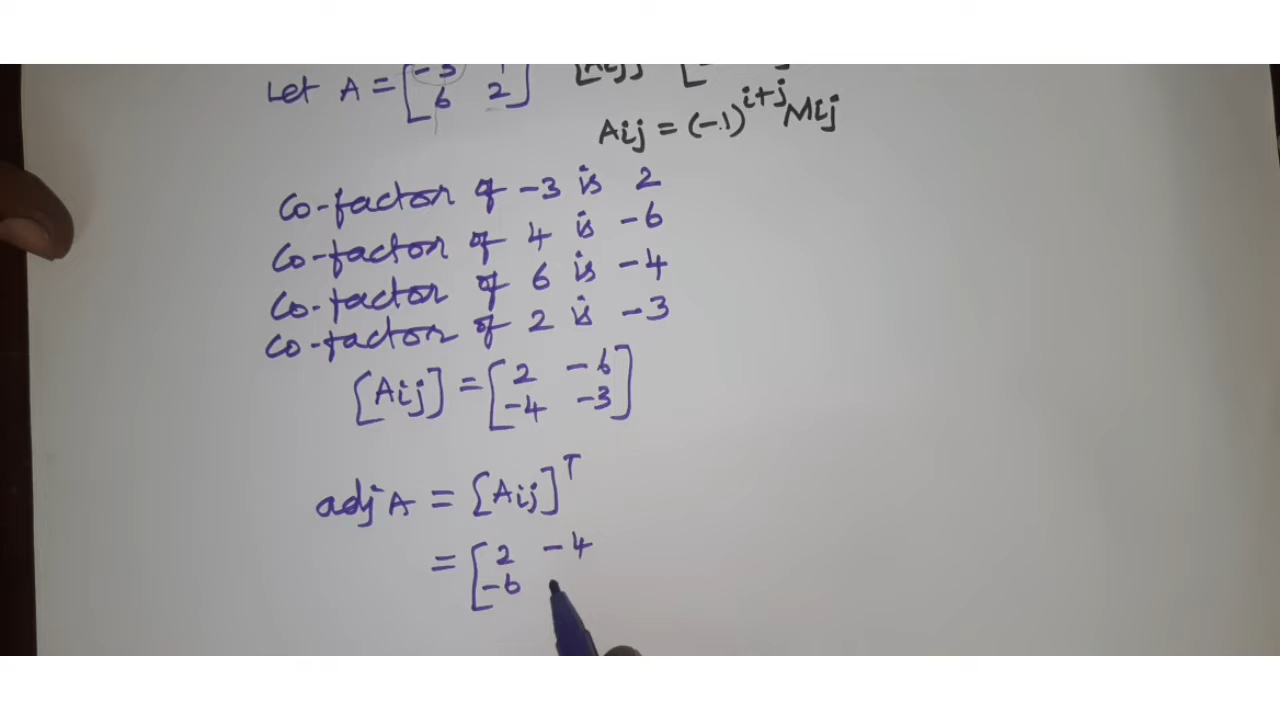 Let A = [-3
6 2] [Aij]
Aij = (-1)^{i+j} Mij
Co-factor of -3 is 2
Co-factor of 4 is -6
Co-factor of 6 is -4
Co-factor of 2 is -3
[Aij] = [2 -6
-4 -3]
adj A = [Aij]^T
= [2 -4
-6